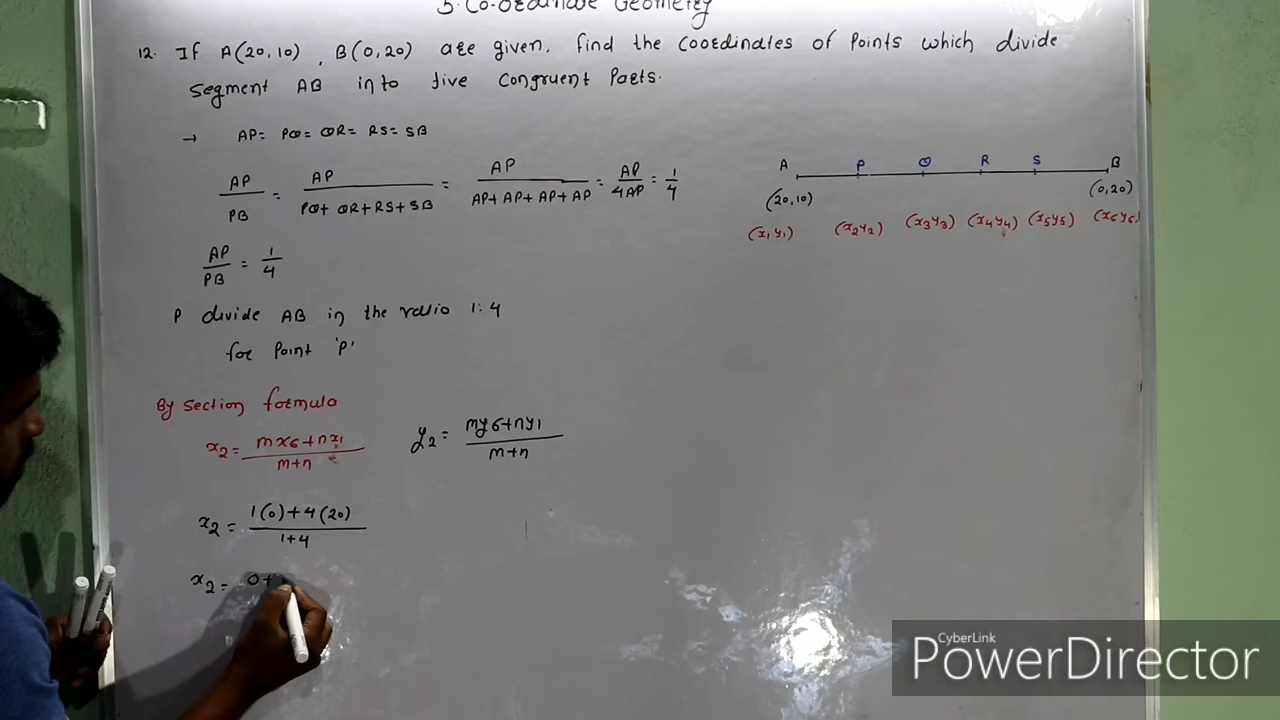 5. Co-ordinate Geometry
12. If A(20,10), B(0,20) are given. Find the coordinates of Points which divide
segment AB into five congruent Parts.
→ AP = PQ = QR = RS = SB
AP/PB = AP/(PQ+QR+RS+SB) = AP/(AP+AP+AP+AP) = AP/4AP = 1/4
AP/PB = 1/4
P divide AB in the ratio 1:4
for Point 'P'
By section formula
x2 = (mx6+nx1)/(m+n) y2 = (my6+ny1)/(m+n)
x2 = (1(0)+4(20))/(1+4)
x2 = 0+
A P Q R S B
(20,10) (0,20)
(x1y1) (x2y2) (x3y3) (x4y4) (x5y5) (x6y6)
CyberLink
PowerDirector